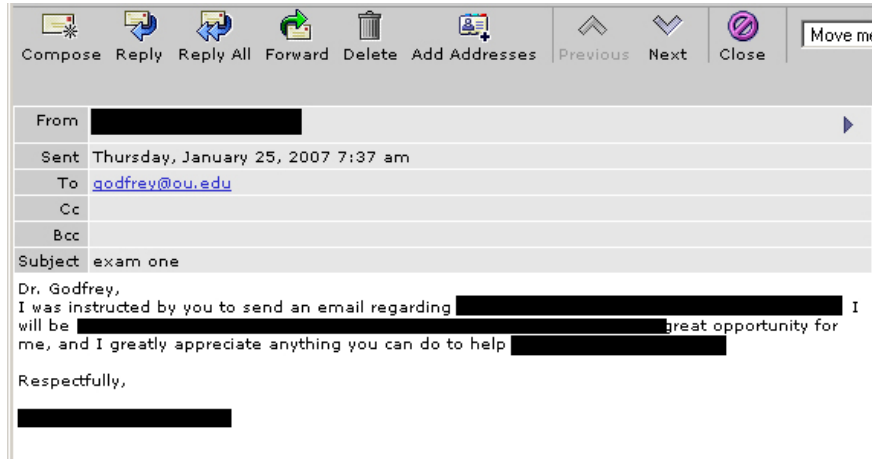 Compose Reply Reply All Forward Delete Add Addresses Previous Next Close Move me
From
Sent Thursday, January 25, 2007 7:37 am
To godfrey@ou.edu
Cc
Bcc
Subject exam one
Dr. Godfrey,
I was instructed by you to send an email regarding I
will be great opportunity for
me, and I greatly appreciate anything you can do to help
Respectfully,